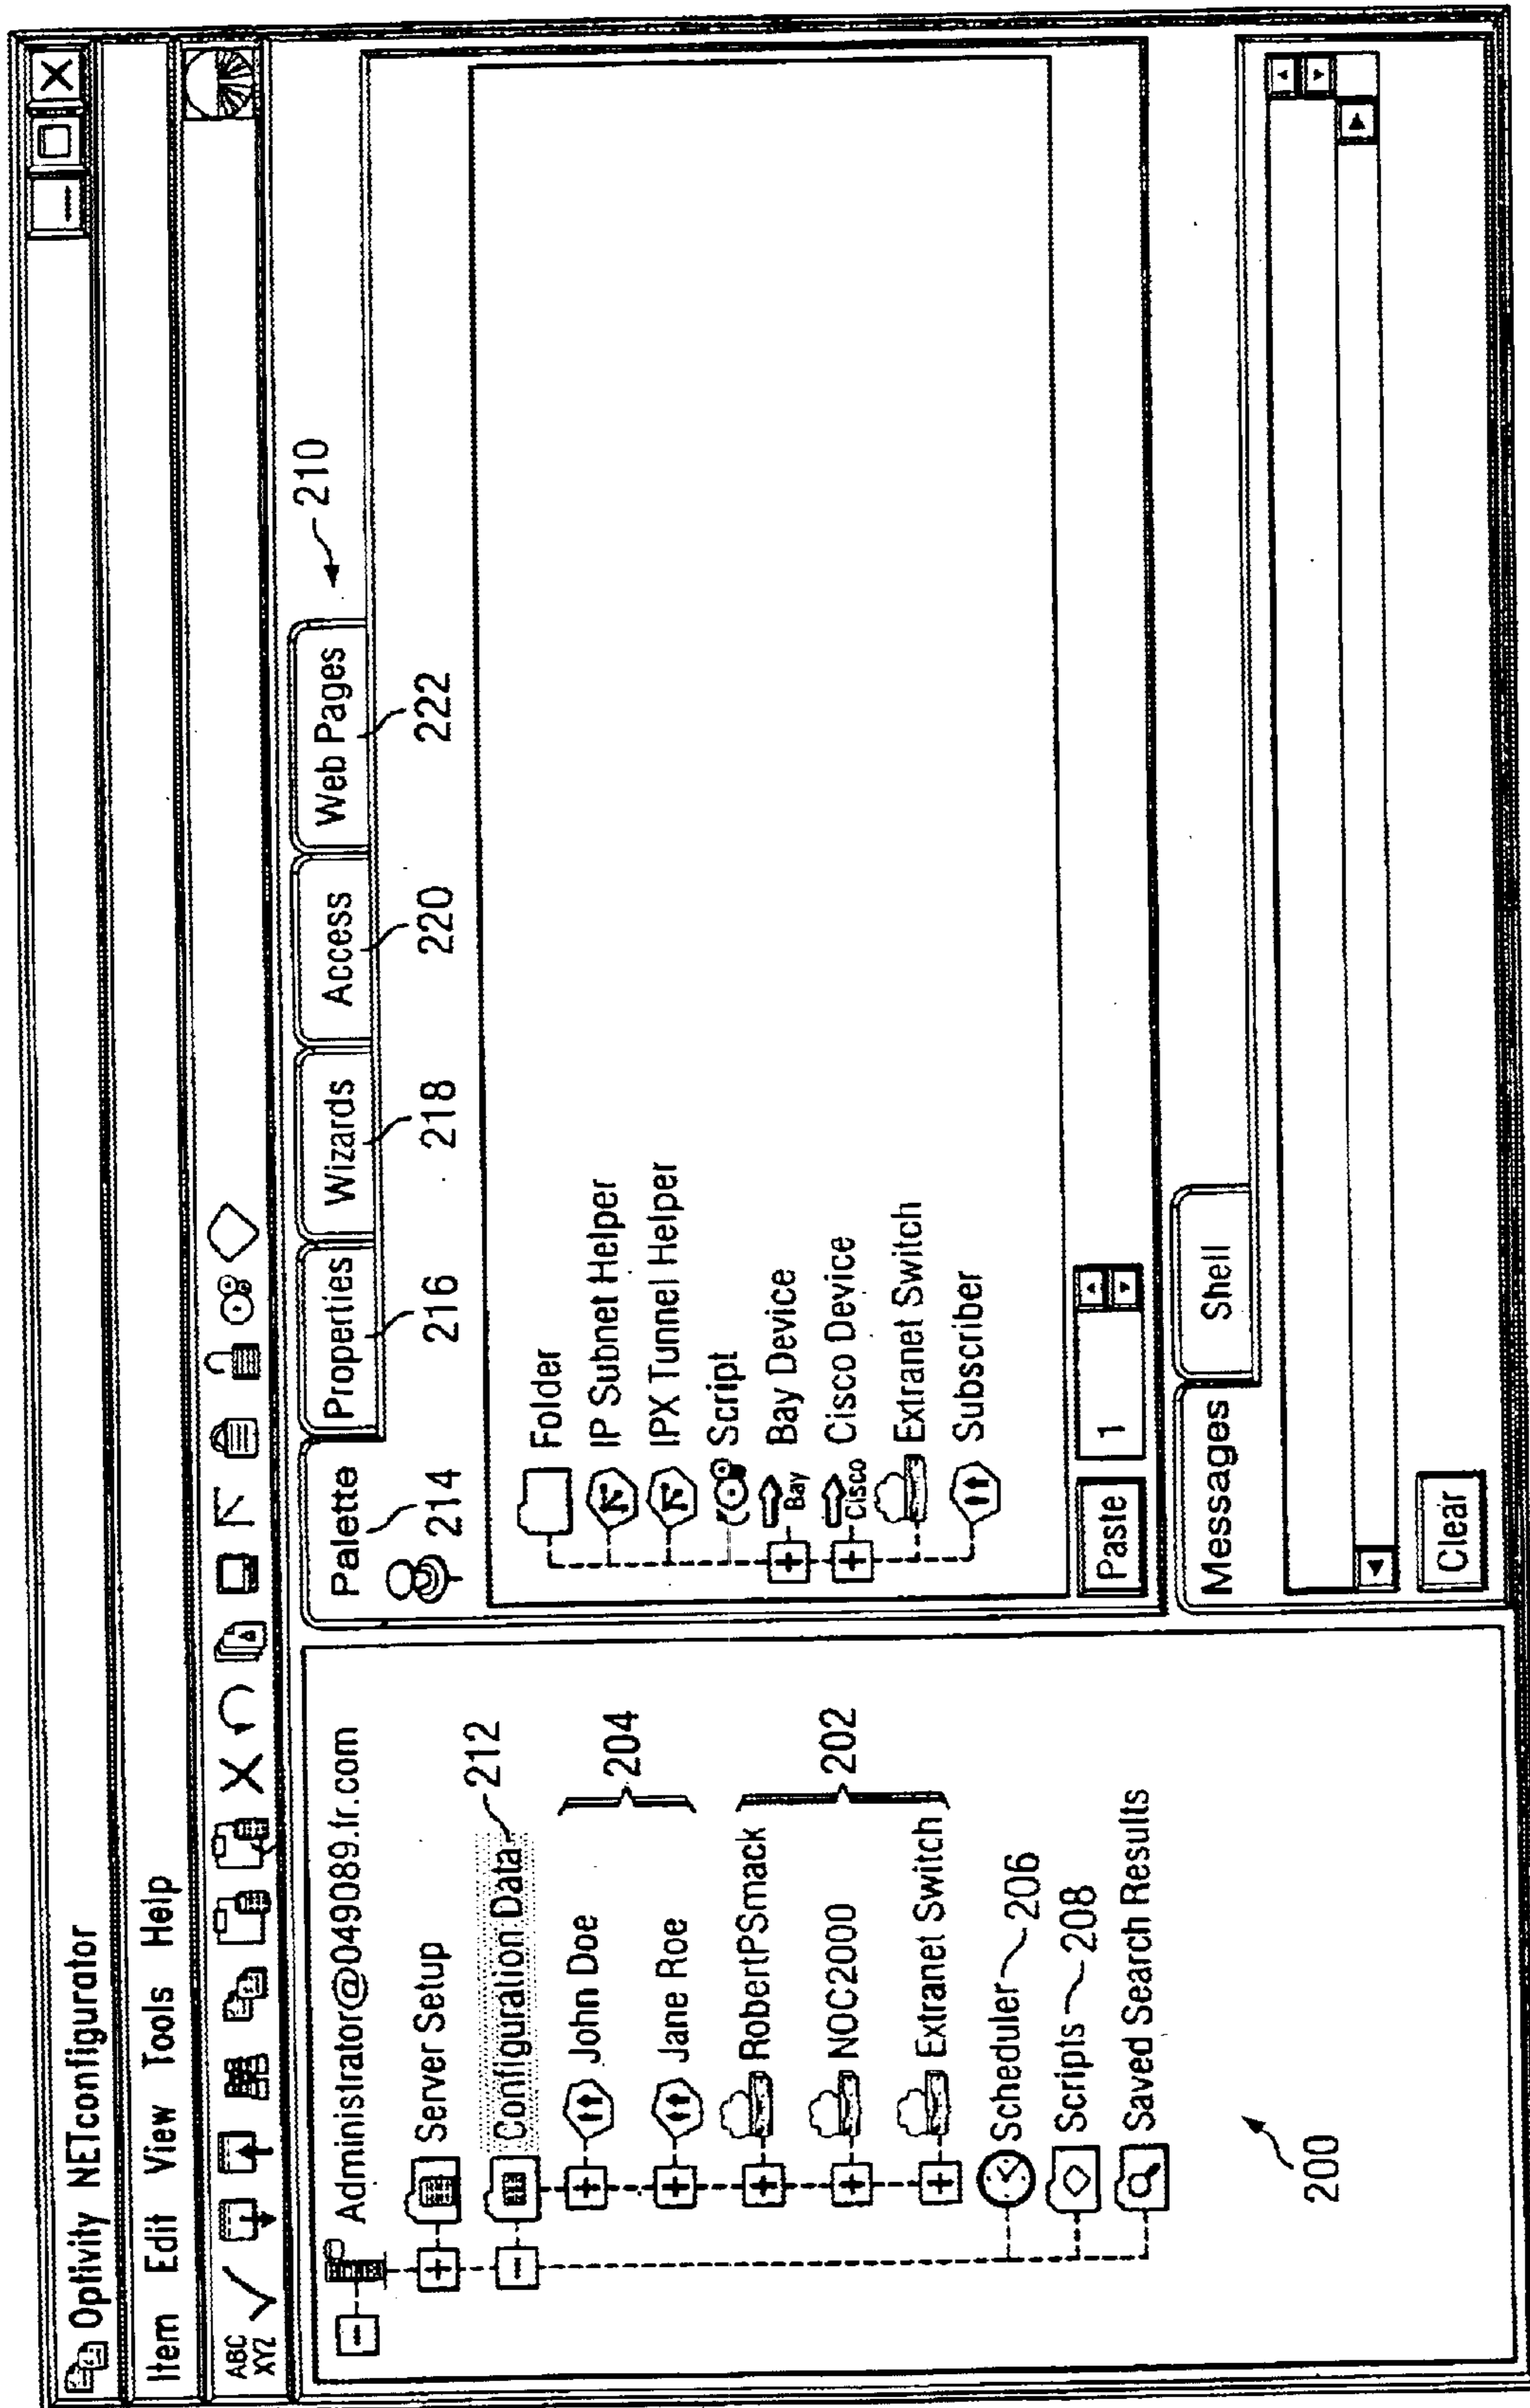 Optivity NETconfigurator
Item Edit View Tools Help
ABC
XYZ
Administrator@049089.fr.com
Server Setup
Configuration Data
212
John Doe
Jane Roe
204
RobertPSmack
NOC2000
Extranet Switch
202
Scheduler 206
Scripts 208
Saved Search Results
200
Palette Properties Wizards Access Web Pages 210
214 216 218 220 222
Folder
IP Subnet Helper
IPX Tunnel Helper
Script
Bay Bay Device
Cisco Cisco Device
Extranet Switch
Subscriber
Paste 1
Messages Shell
Clear